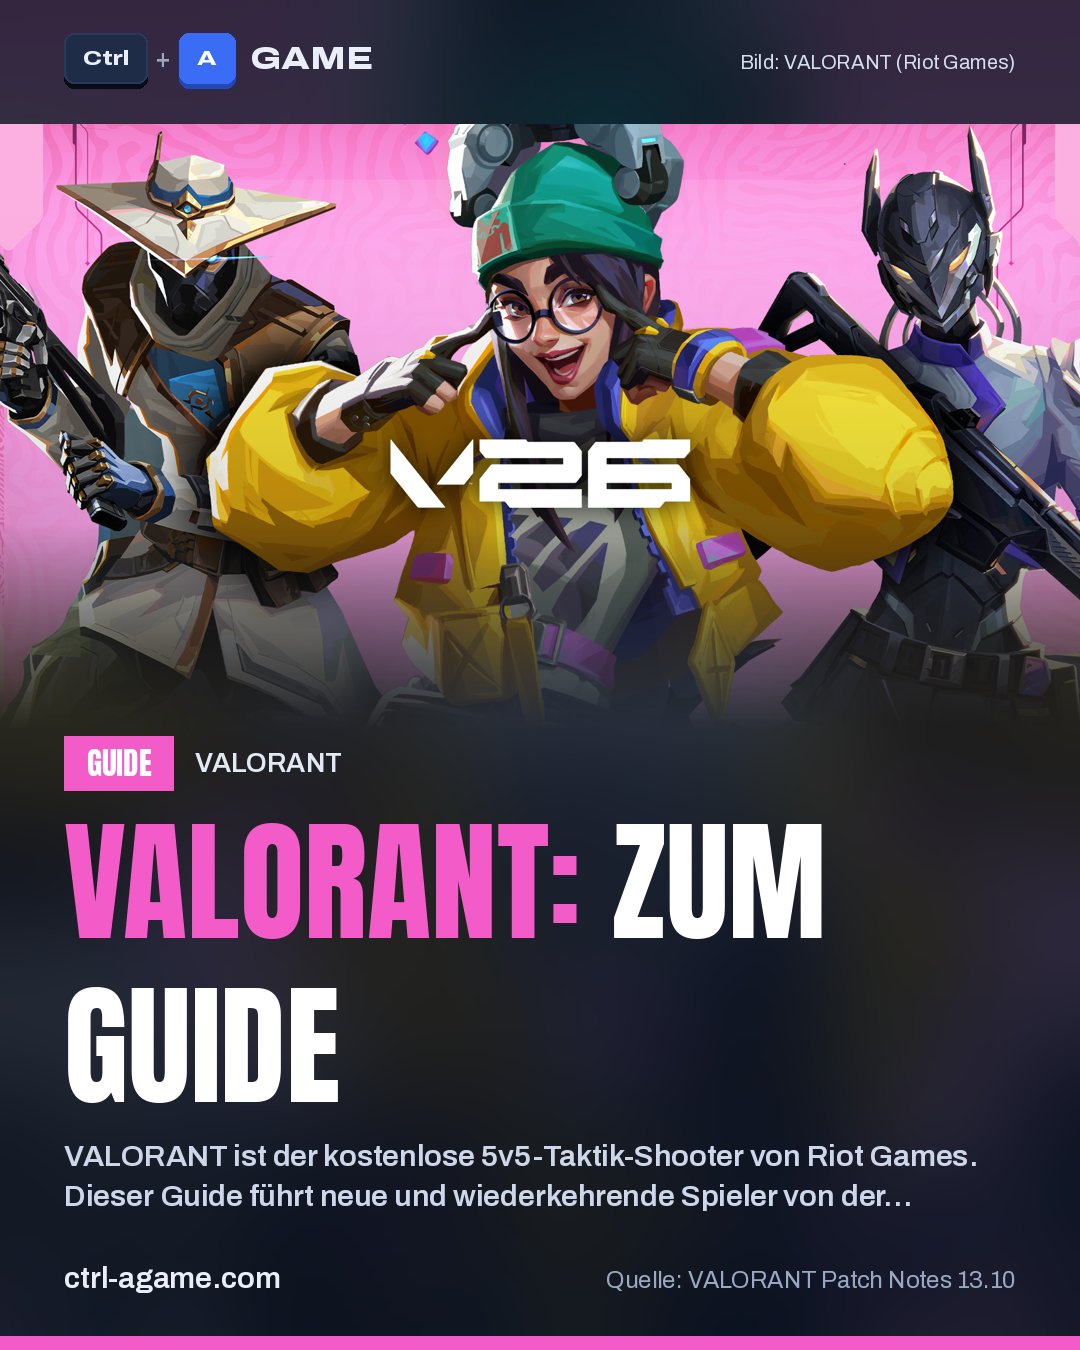 Ctrl + A GAME
Bild: VALORANT (Riot Games)
V26
GUIDE VALORANT
VALORANT: ZUM
GUIDE
VALORANT ist der kostenlose 5v5-Taktik-Shooter von Riot Games.
Dieser Guide führt neue und wiederkehrende Spieler von der...
ctrl-agame.com
Quelle: VALORANT Patch Notes 13.10